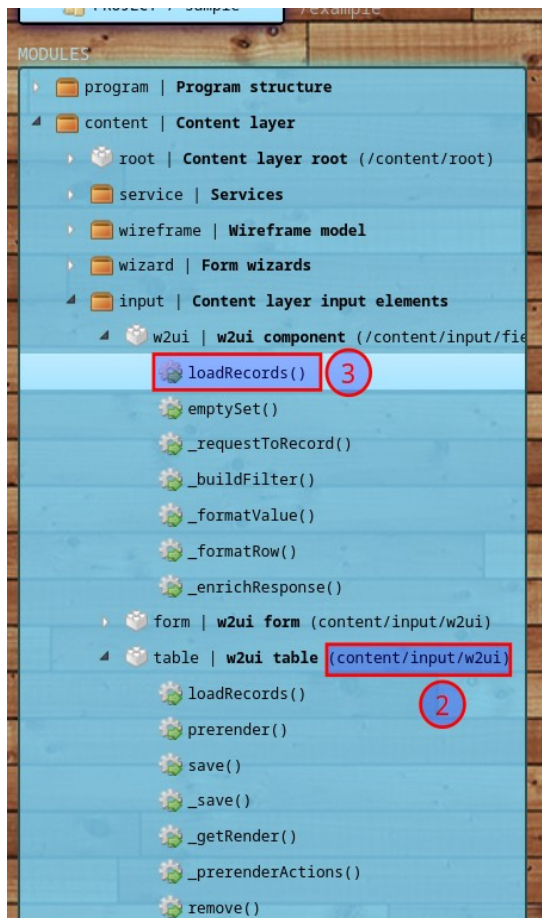 PROJECT / sample
/example
MODULES
program | Program structure
content | Content layer
root | Content layer root (/content/root)
service | Services
wireframe | Wireframe model
wizard | Form wizards
input | Content layer input elements
w2ui | w2ui component (/content/input/fie
loadRecords()
3
emptySet()
_requestToRecord()
_buildFilter()
_formatValue()
_formatRow()
_enrichResponse()
form | w2ui form (content/input/w2ui)
table | w2ui table (content/input/w2ui)
loadRecords()
2
prerender()
save()
_save()
_getRender()
_prerenderActions()
remove()